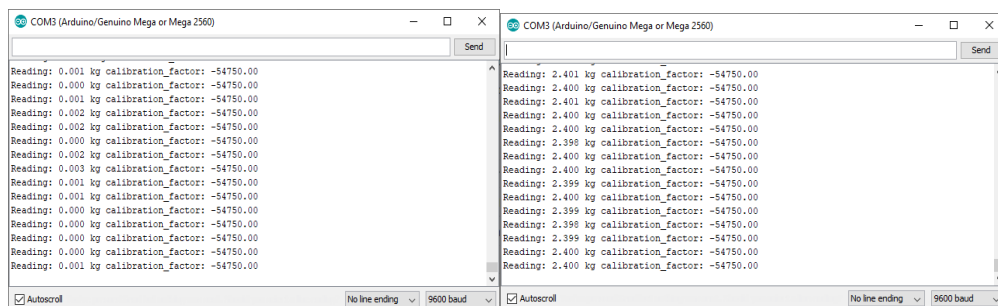 COM3 (Arduino/Genuino Mega or Mega 2560)
Send
Reading: 0.001 kg calibration_factor: -54750.00
Reading: 0.000 kg calibration_factor: -54750.00
Reading: 0.001 kg calibration_factor: -54750.00
Reading: 0.002 kg calibration_factor: -54750.00
Reading: 0.002 kg calibration_factor: -54750.00
Reading: 0.000 kg calibration_factor: -54750.00
Reading: 0.002 kg calibration_factor: -54750.00
Reading: 0.003 kg calibration_factor: -54750.00
Reading: 0.001 kg calibration_factor: -54750.00
Reading: 0.001 kg calibration_factor: -54750.00
Reading: 0.000 kg calibration_factor: -54750.00
Reading: 0.000 kg calibration_factor: -54750.00
Reading: 0.000 kg calibration_factor: -54750.00
Reading: 0.000 kg calibration_factor: -54750.00
Reading: 0.001 kg calibration_factor: -54750.00
Autoscroll No line ending 9600 baud
COM3 (Arduino/Genuino Mega or Mega 2560)
Send
Reading: 2.401 kg calibration_factor: -54750.00
Reading: 2.400 kg calibration_factor: -54750.00
Reading: 2.401 kg calibration_factor: -54750.00
Reading: 2.400 kg calibration_factor: -54750.00
Reading: 2.400 kg calibration_factor: -54750.00
Reading: 2.398 kg calibration_factor: -54750.00
Reading: 2.400 kg calibration_factor: -54750.00
Reading: 2.400 kg calibration_factor: -54750.00
Reading: 2.399 kg calibration_factor: -54750.00
Reading: 2.400 kg calibration_factor: -54750.00
Reading: 2.399 kg calibration_factor: -54750.00
Reading: 2.398 kg calibration_factor: -54750.00
Reading: 2.399 kg calibration_factor: -54750.00
Reading: 2.400 kg calibration_factor: -54750.00
Reading: 2.400 kg calibration_factor: -54750.00
Autoscroll No line ending 9600 baud